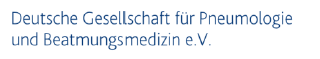 Deutsche Gesellschaft für Pneumologie
und Beatmungsmedizin e.V.